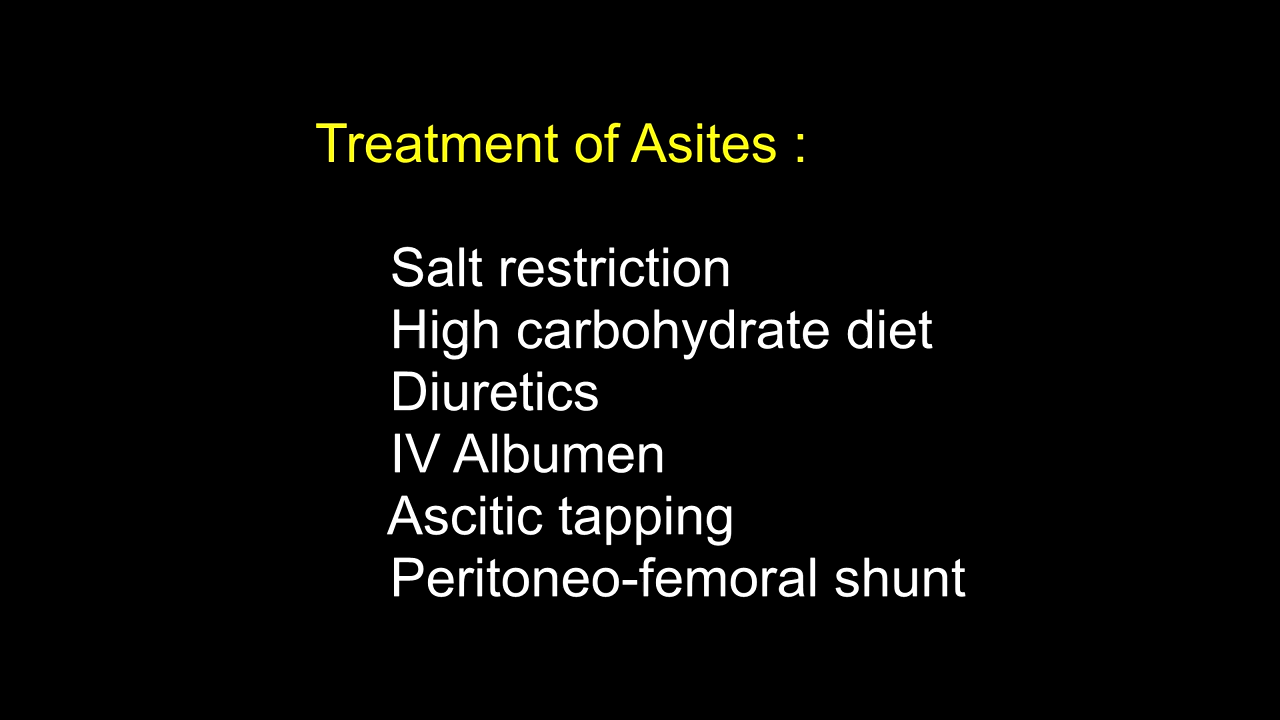 Treatment of Asites :
Salt restriction
High carbohydrate diet
Diuretics
IV Albumen
Ascitic tapping
Peritoneo-femoral shunt